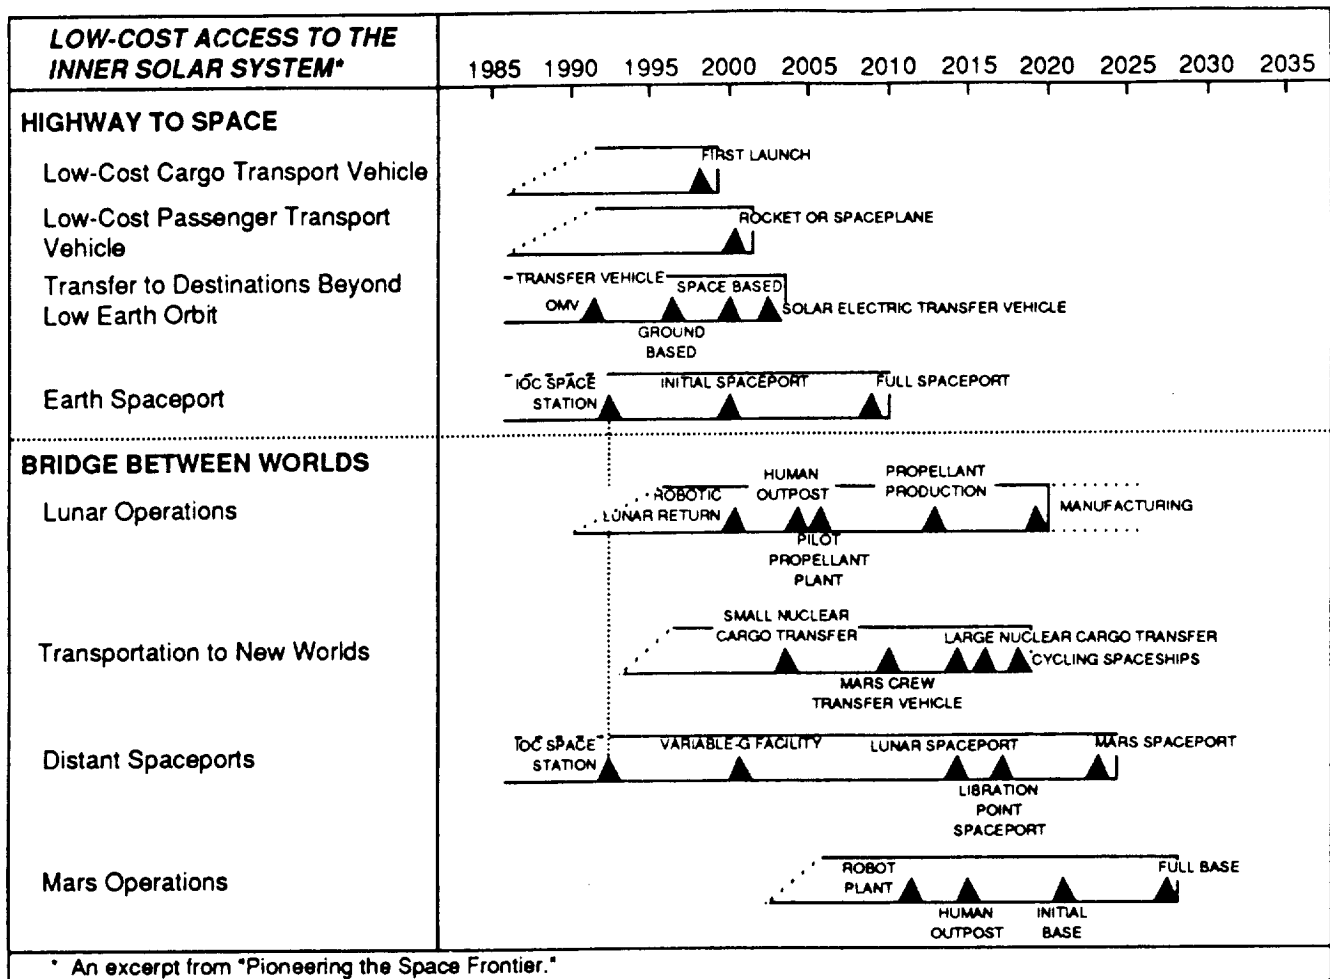 LOW-COST ACCESS TO THE
INNER SOLAR SYSTEM*
1985 1990 1995 2000 2005 2010 2015 2020 2025 2030 2035
HIGHWAY TO SPACE
Low-Cost Cargo Transport Vehicle
FIRST LAUNCH
Low-Cost Passenger Transport
Vehicle
ROCKET OR SPACEPLANE
Transfer to Destinations Beyond
Low Earth Orbit
TRANSFER VEHICLE
SPACE BASED
OMV
SOLAR ELECTRIC TRANSFER VEHICLE
GROUND
BASED
Earth Spaceport
IOC SPACE
STATION
INITIAL SPACEPORT
FULL SPACEPORT
BRIDGE BETWEEN WORLDS
Lunar Operations
ROBOTIC
LUNAR RETURN
HUMAN
OUTPOST
PILOT
PROPELLANT
PLANT
PROPELLANT
PRODUCTION
MANUFACTURING
Transportation to New Worlds
SMALL NUCLEAR
CARGO TRANSFER
MARS CREW
TRANSFER VEHICLE
LARGE NUCLEAR CARGO TRANSFER
CYCLING SPACESHIPS
Distant Spaceports
IOC SPACE
STATION
VARIABLE-G FACILITY
LUNAR SPACEPORT
LIBRATION
POINT
SPACEPORT
MARS SPACEPORT
Mars Operations
ROBOT
PLANT
HUMAN
OUTPOST
INITIAL
BASE
FULL BASE
* An excerpt from "Pioneering the Space Frontier."